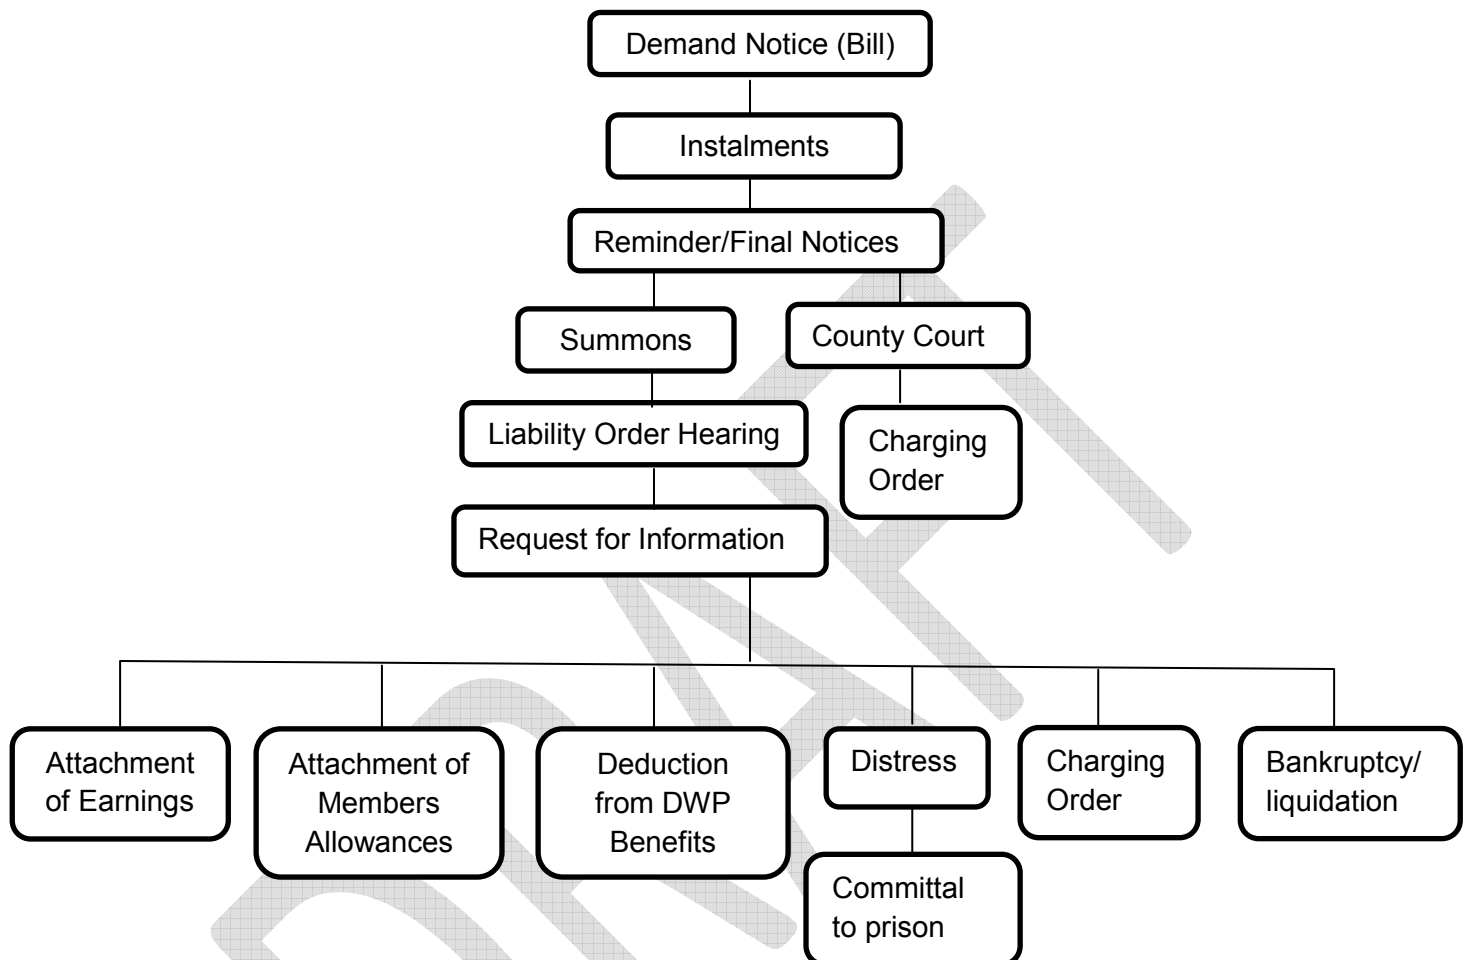 Demand Notice (Bill)
Instalments
Reminder/Final Notices
Summons
County Court
Liability Order Hearing
Charging
Order
Request for Information
Attachment
of Earnings
Attachment of
Members
Allowances
Deduction
from DWP
Benefits
Distress
Charging
Order
Bankruptcy/
liquidation
Committal
to prison
DRAFT